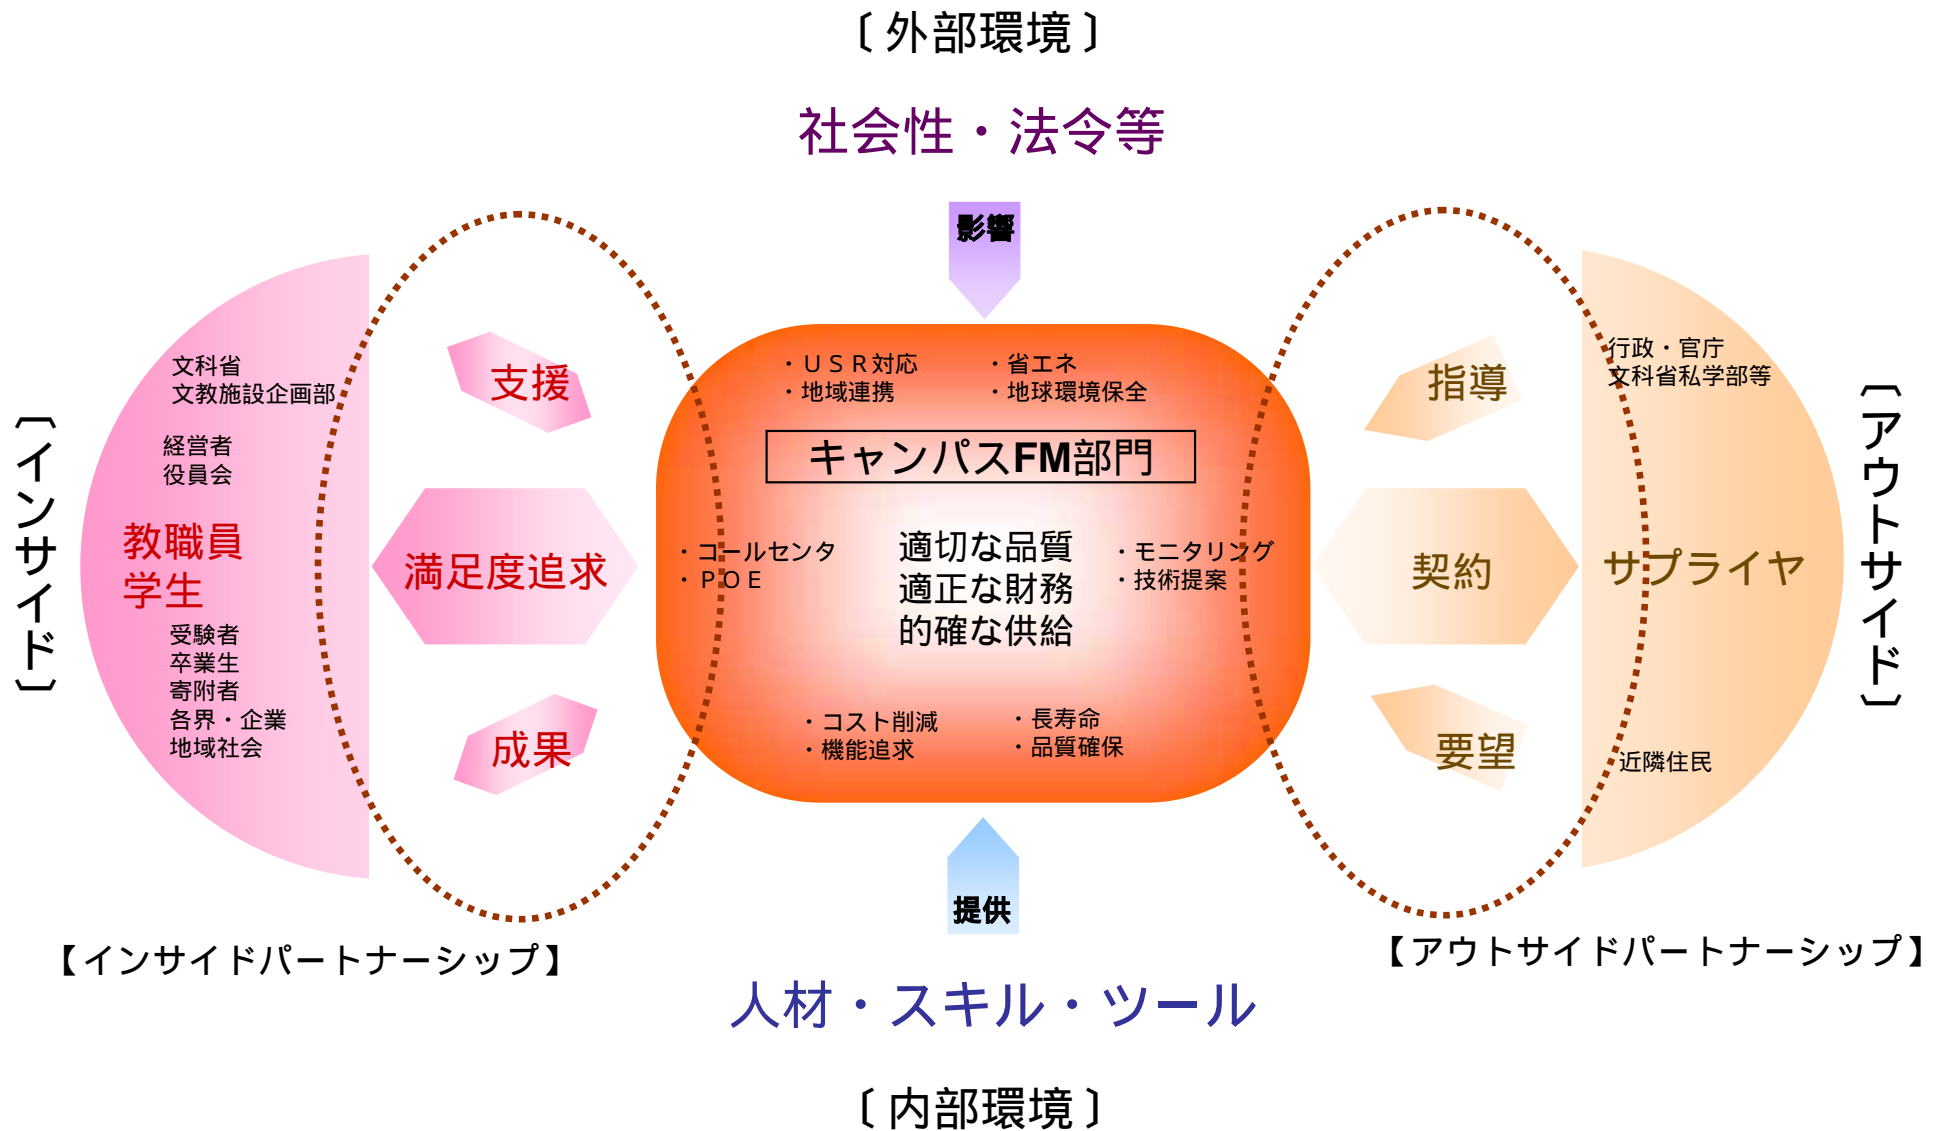 〔外部環境〕
社会性・法令等
影響
〔インサイド〕
文科省
文教施設企画部
経営者
役員会
教職員
学生
受験者
卒業生
寄附者
各界・企業
地域社会
支援
満足度追求
成果
・ＵＳＲ対応
・地域連携
・省エネ
・地球環境保全
キャンパスFM部門
・コールセンタ
・ＰＯＥ
適切な品質
適正な財務
的確な供給
・モニタリング
・技術提案
・コスト削減
・機能追求
・長寿命
・品質確保
指導
契約
要望
行政・官庁
文科省私学部等
サプライヤ
近隣住民
〔アウトサイド〕
提供
【インサイドパートナーシップ】
【アウトサイドパートナーシップ】
人材・スキル・ツール
〔内部環境〕